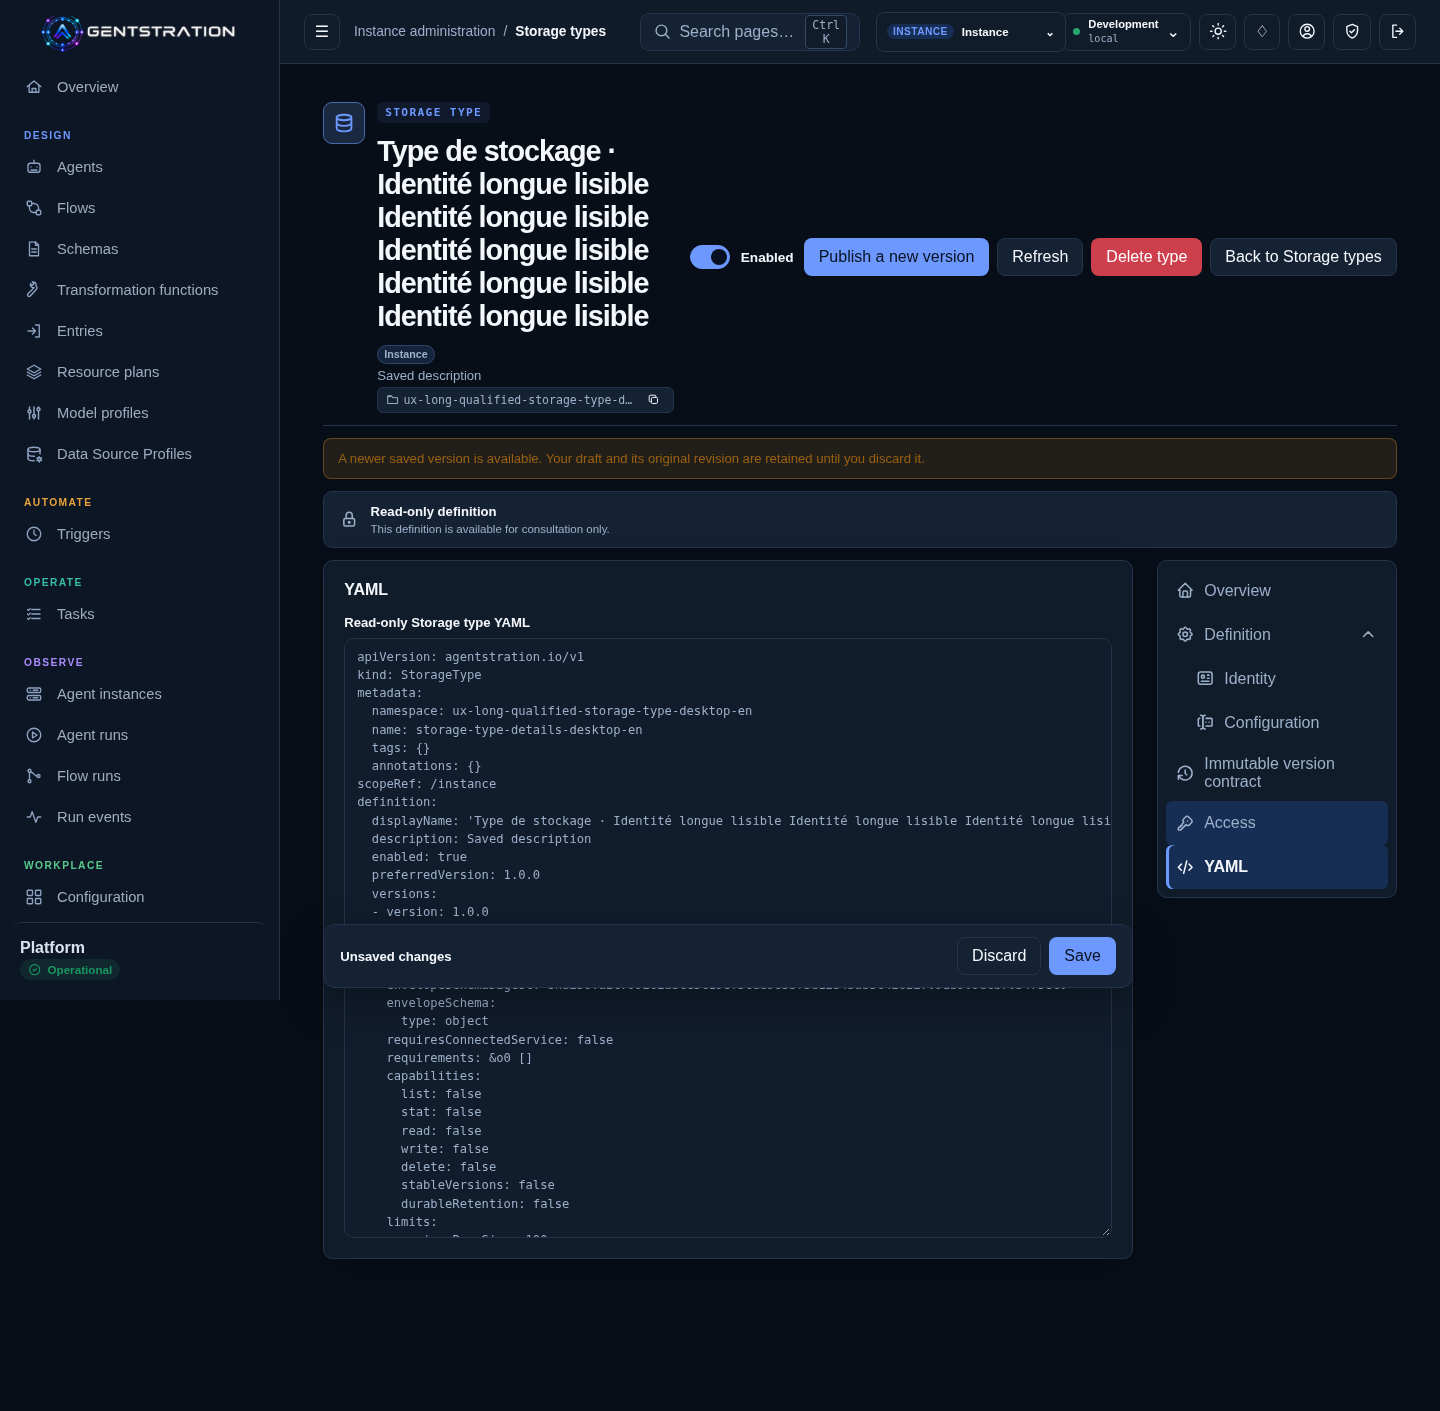 GENTSTRATION
Overview
DESIGN
Agents
Flows
Schemas
Transformation functions
Entries
Resource plans
Model profiles
Data Source Profiles
AUTOMATE
Triggers
OPERATE
Tasks
OBSERVE
Agent instances
Agent runs
Flow runs
Run events
WORKPLACE
Configuration
Platform
Operational
☰
Instance administration / Storage types
Search pages…
Ctrl
K
INSTANCE Instance
Development
local
STORAGE TYPE
Type de stockage ·
Identité longue lisible
Identité longue lisible
Identité longue lisible
Identité longue lisible
Identité longue lisible
Instance
Saved description
ux-long-qualified-storage-type-d…
Enabled
Publish a new version
Refresh
Delete type
Back to Storage types
A newer saved version is available. Your draft and its original revision are retained until you discard it.
Read-only definition
This definition is available for consultation only.
YAML
Read-only Storage type YAML
apiVersion: agentstration.io/v1
kind: StorageType
metadata:
  namespace: ux-long-qualified-storage-type-desktop-en
  name: storage-type-details-desktop-en
  tags: {}
  annotations: {}
scopeRef: /instance
definition:
  displayName: 'Type de stockage · Identité longue lisible Identité longue lisible Identité longue lisi
  description: Saved description
  enabled: true
  preferredVersion: 1.0.0
  versions:
  - version: 1.0.0
Unsaved changes
Discard
Save
    envelopeSchema:
      type: object
    requiresConnectedService: false
    requirements: &o0 []
    capabilities:
      list: false
      stat: false
      read: false
      write: false
      delete: false
      stableVersions: false
      durableRetention: false
    limits:
Overview
Definition
Identity
Configuration
Immutable version
contract
Access
YAML